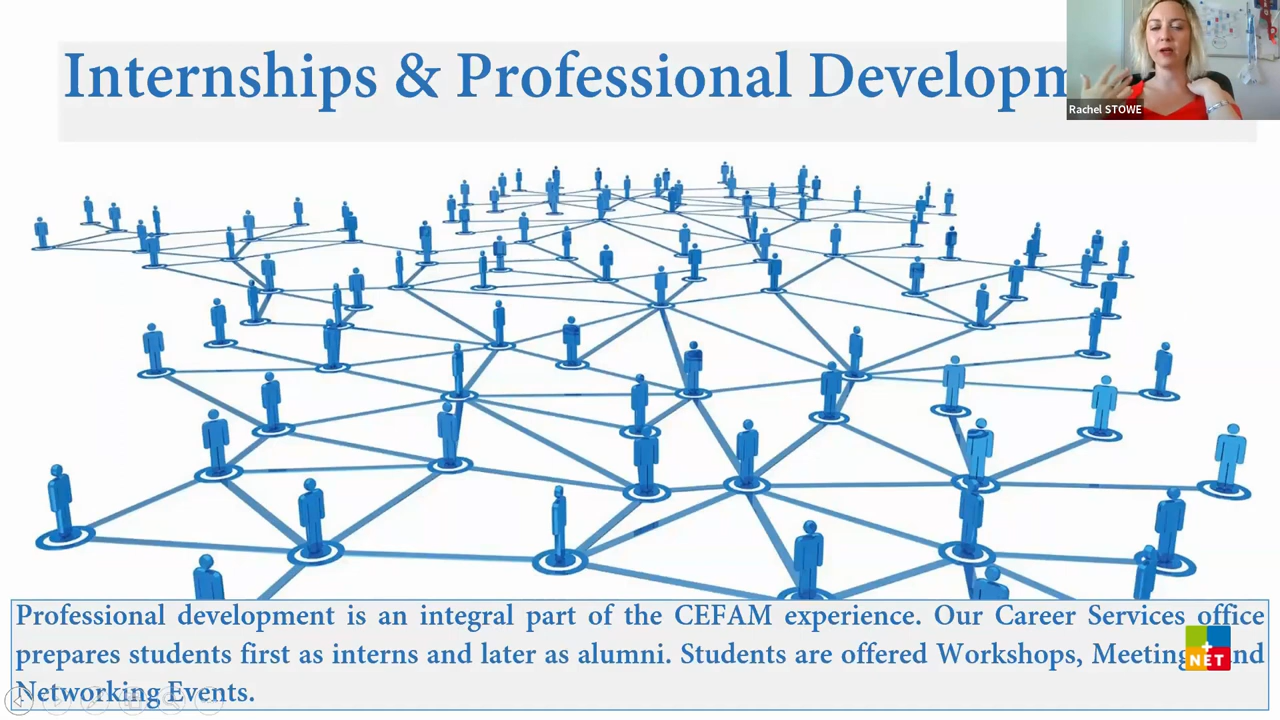 Internships & Professional Developm
Rachel STOWE
Professional development is an integral part of the CEFAM experience. Our Career Services office
prepares students first as interns and later as alumni. Students are offered Workshops, Meeting nd
Networking Events.
+
NET